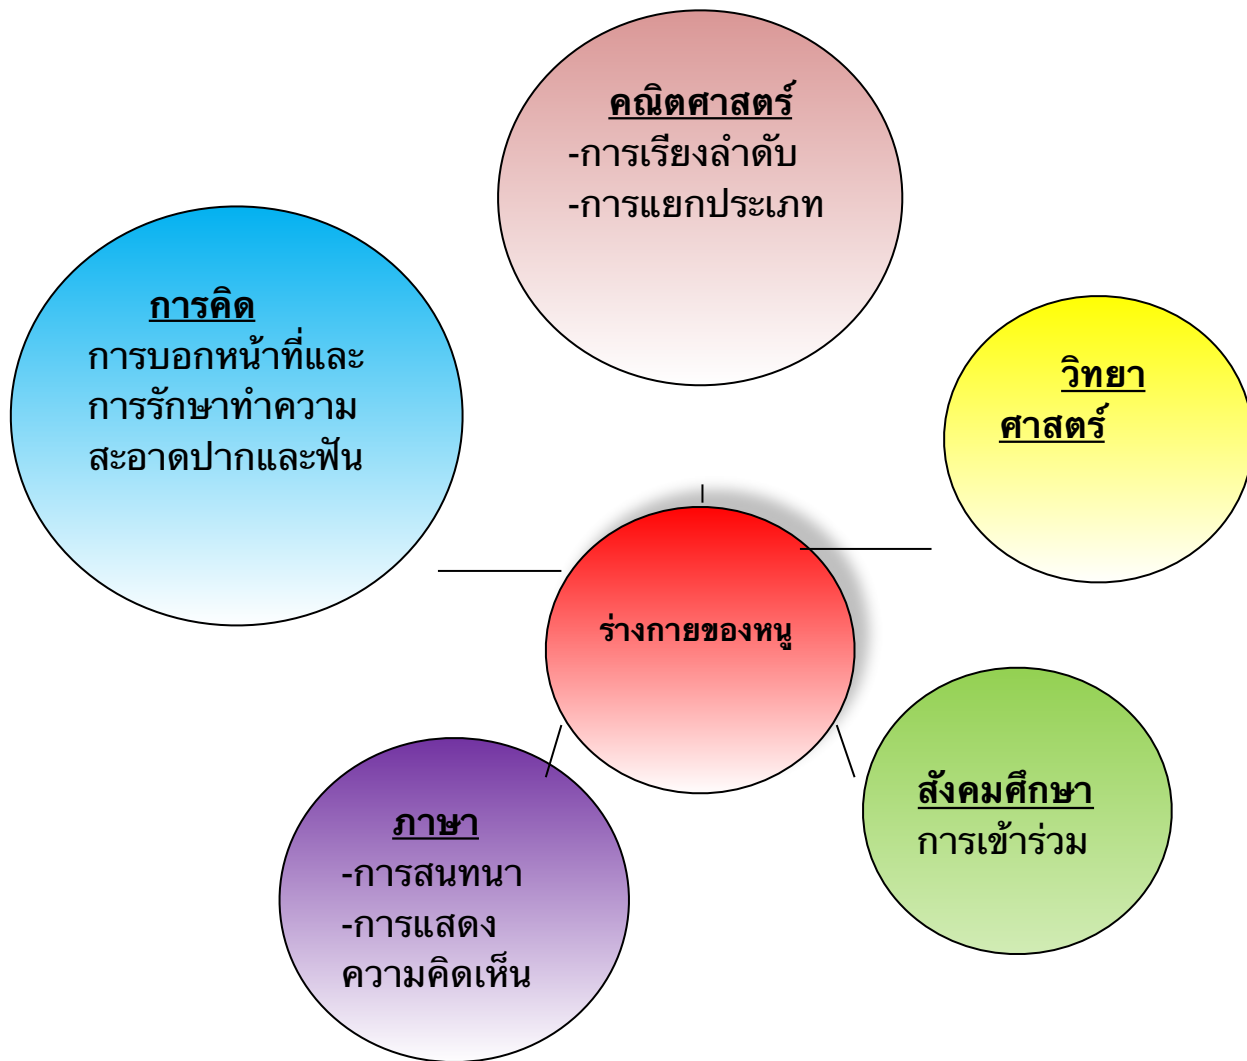 คณิตศาสตร์
-การเรียงลำดับ
-การแยกประเภท
การคิด
การบอกหน้าที่และ
การรักษาทำความ
สะอาดปากและฟัน
วิทยา
ศาสตร์
ร่างกายของหนู
สังคมศึกษา
การเข้าร่วม
ภาษา
-การสนทนา
-การแสดง
ความคิดเห็น